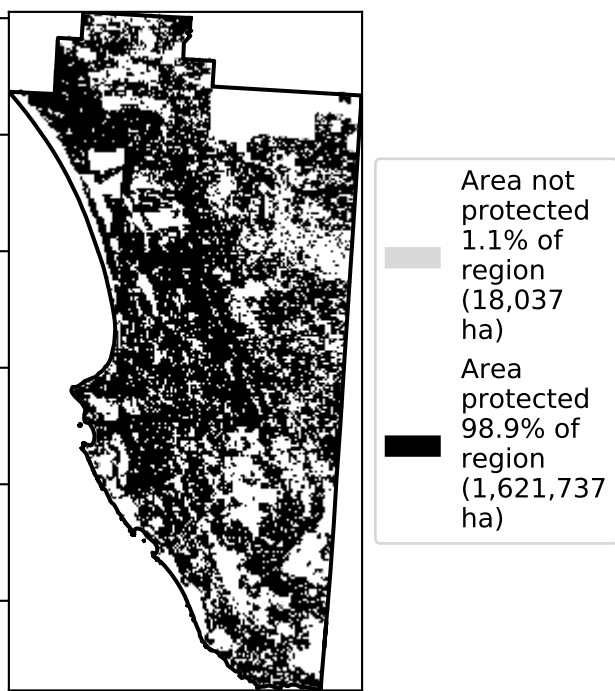 Area not
protected
1.1% of
region
(18,037
ha)
Area
protected
98.9% of
region
(1,621,737
ha)